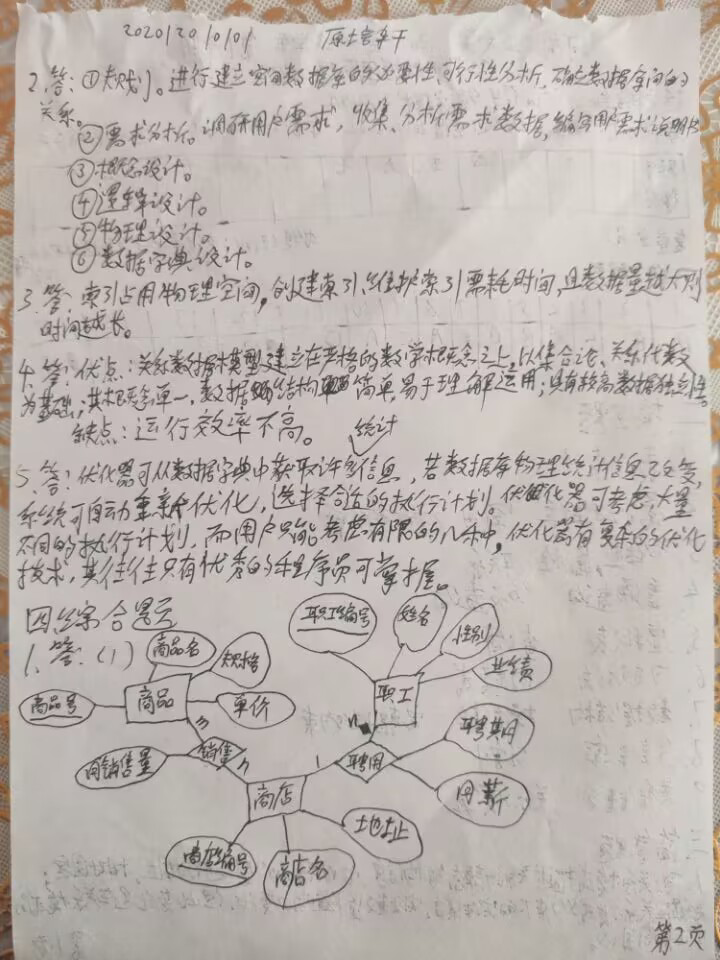 202012010101
2.答:①规划。进行建立空间数据库的必要性,可行性分析,确定数据库间的
关系。
②需求分析。调研用户需求,收集、分析需求数据,编写用户需求说明书
③概念设计。
④逻辑设计。
⑤物理设计。
⑥数据字典设计。
3.答:索引占用物理空间,创建索引、维护索引需耗时间,且数据量越大则
时间越长。
4.答:优点:关系数据模型建立在严格的数学概念之上,以集合论、关系代数
为基础;其概念单一,数据结构简单,易于理解运用;具有较高数据独立性。
缺点:运行效率不高。
统计
5.答:优化器可从数据字典中获取许多信息,若数据库物理统计信息已改变,
系统可自动重新优化,选择合适的执行计划。优化器可考虑大量
不同的执行计划,而用户只能考虑有限的几种,优化器有复杂的优化
技术,其往往只有优秀的程序员可掌握。
四.综合题
1.答:(1)
商品名
规格
商品号
商品
单价
职工编号
姓名
性别
业绩
职工
n
聘期
m
月销售量
销售
n
1
聘用
月薪
商店
地址
商店编号
商店名
第2页